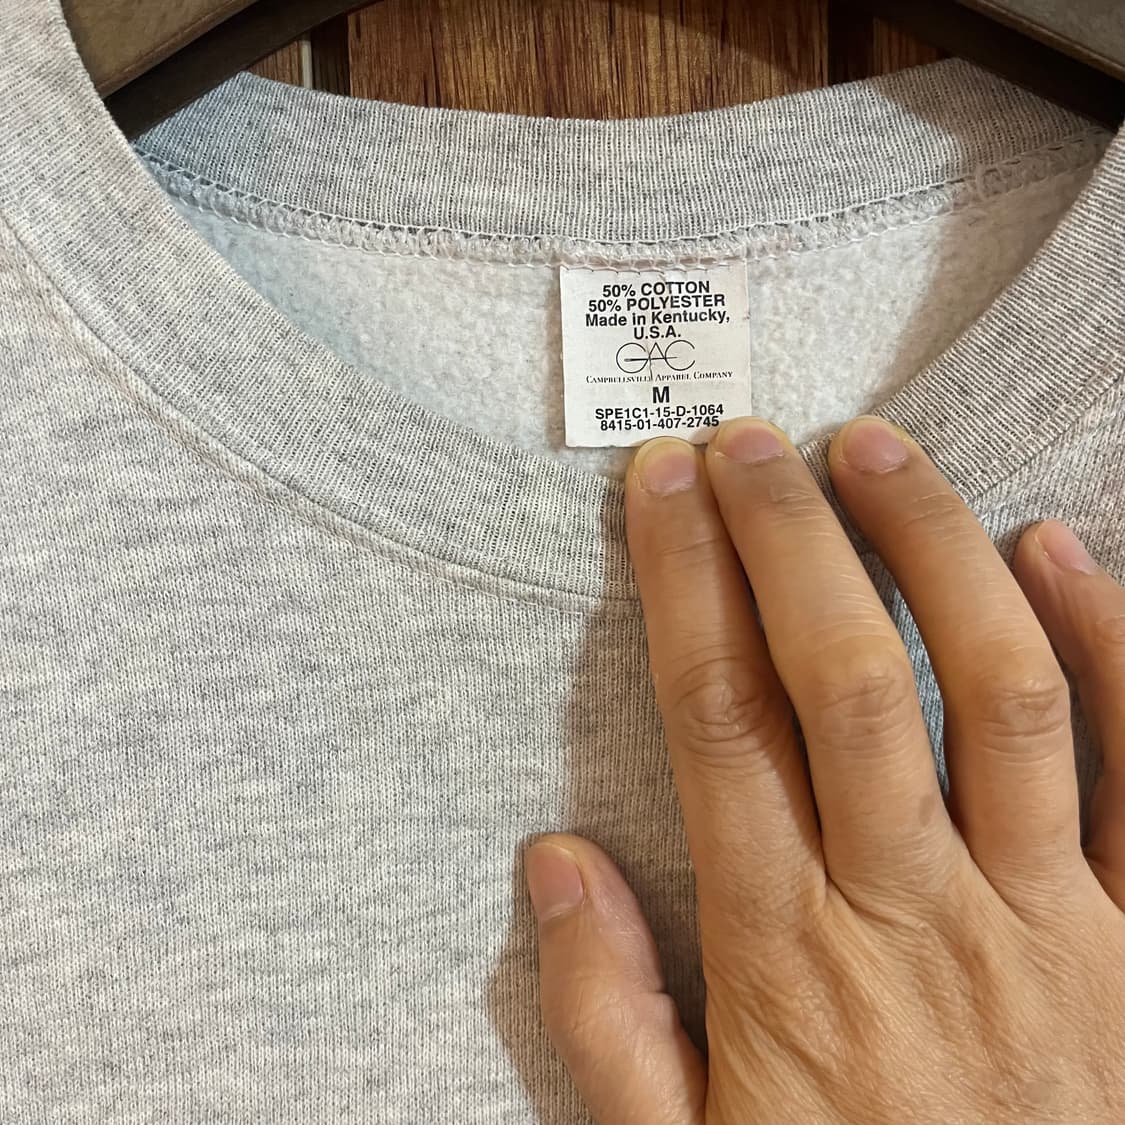 50% COTTON
50% POLYESTER
Made in Kentucky,
U.S.A.
CAC
CAMPBELLSVILLE APPAREL COMPANY
M
SPE1C1-15-D-1064
8415-01-407-2745